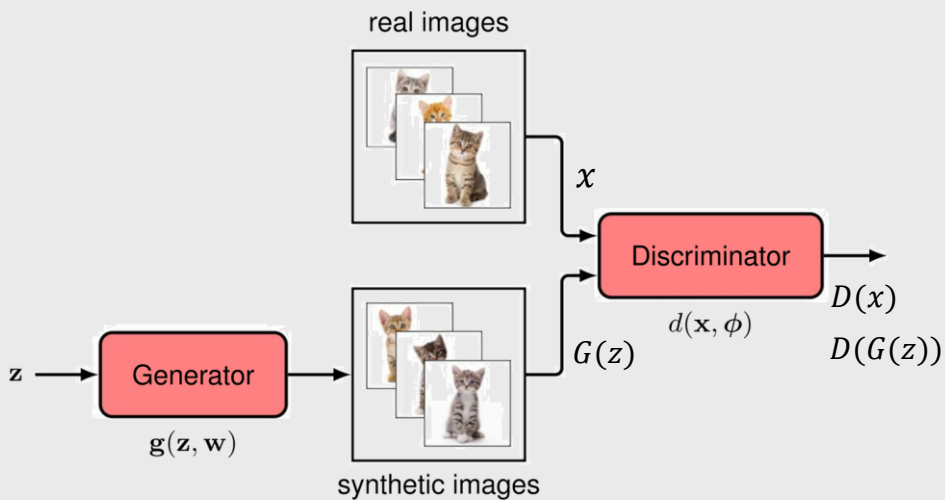 real images
x
Discriminator
d(x, ϕ)
D(x)
D(G(z))
z
Generator
g(z, w)
G(z)
synthetic images